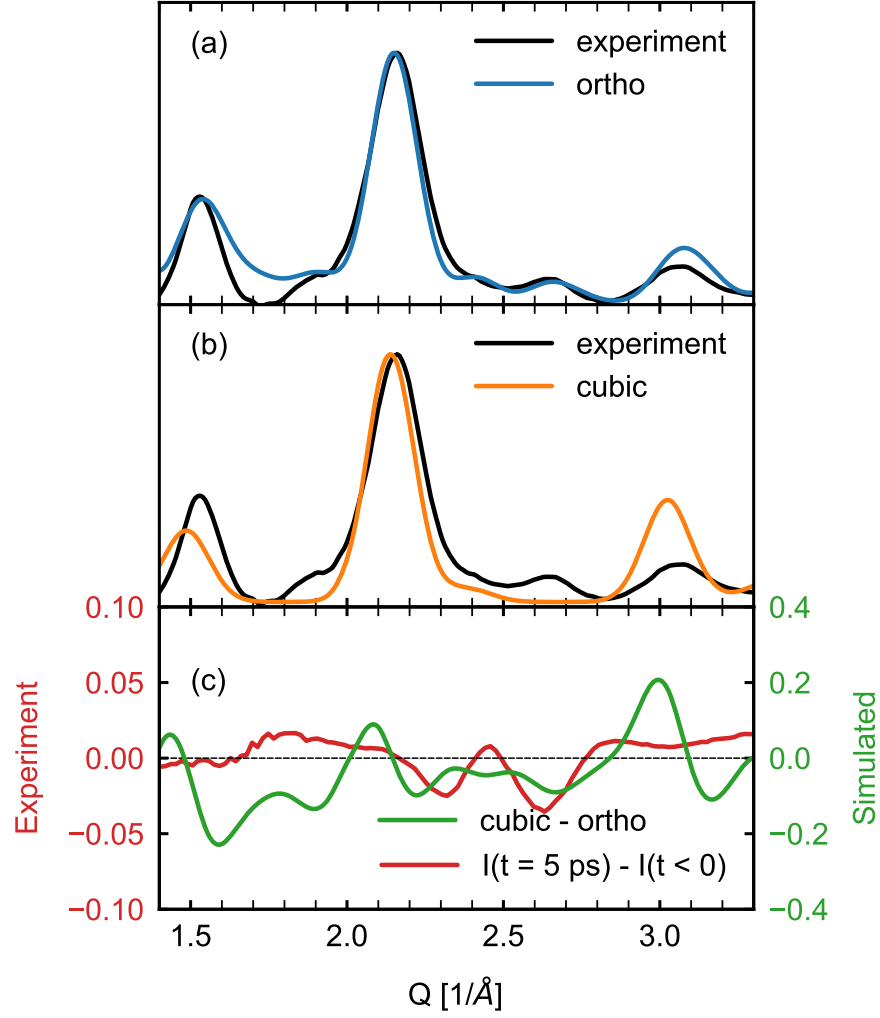 (a)
experiment
ortho
(b)
experiment
cubic
0.10
0.05
0.00
−0.05
−0.10
Experiment
(c)
0.4
0.2
0.0
−0.2
−0.4
Simulated
cubic - ortho
I(t = 5 ps) - I(t < 0)
1.5 2.0 2.5 3.0
Q [1/Å]